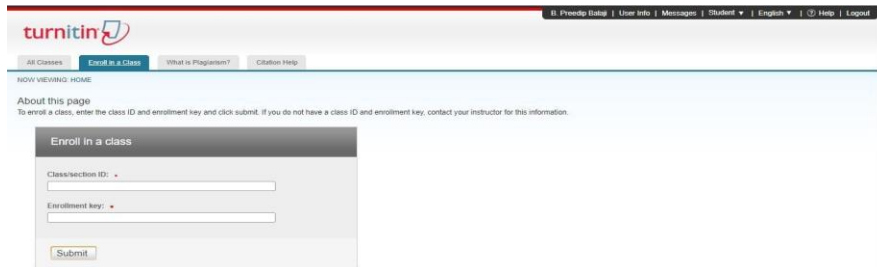 B. Preedip Balaji | User Info | Messages | Student ▼ | English ▼ | ? Help | Logout
turnitin
All Classes Enroll in a Class What is Plagiarism? Citation Help
NOW VIEWING: HOME
About this page
To enroll a class, enter the class ID and enrollment key and click submit. If you do not have a class ID and enrollment key, contact your instructor for this information.
Enroll in a class
Class/section ID: *
Enrollment key: *
Submit